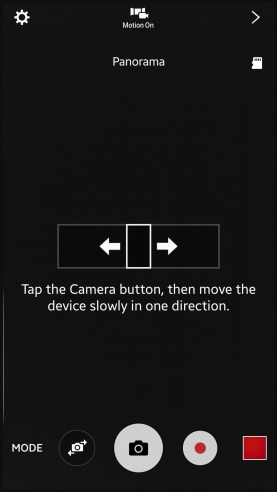 Motion On
Panorama
Tap the Camera button, then move the
device slowly in one direction.
MODE